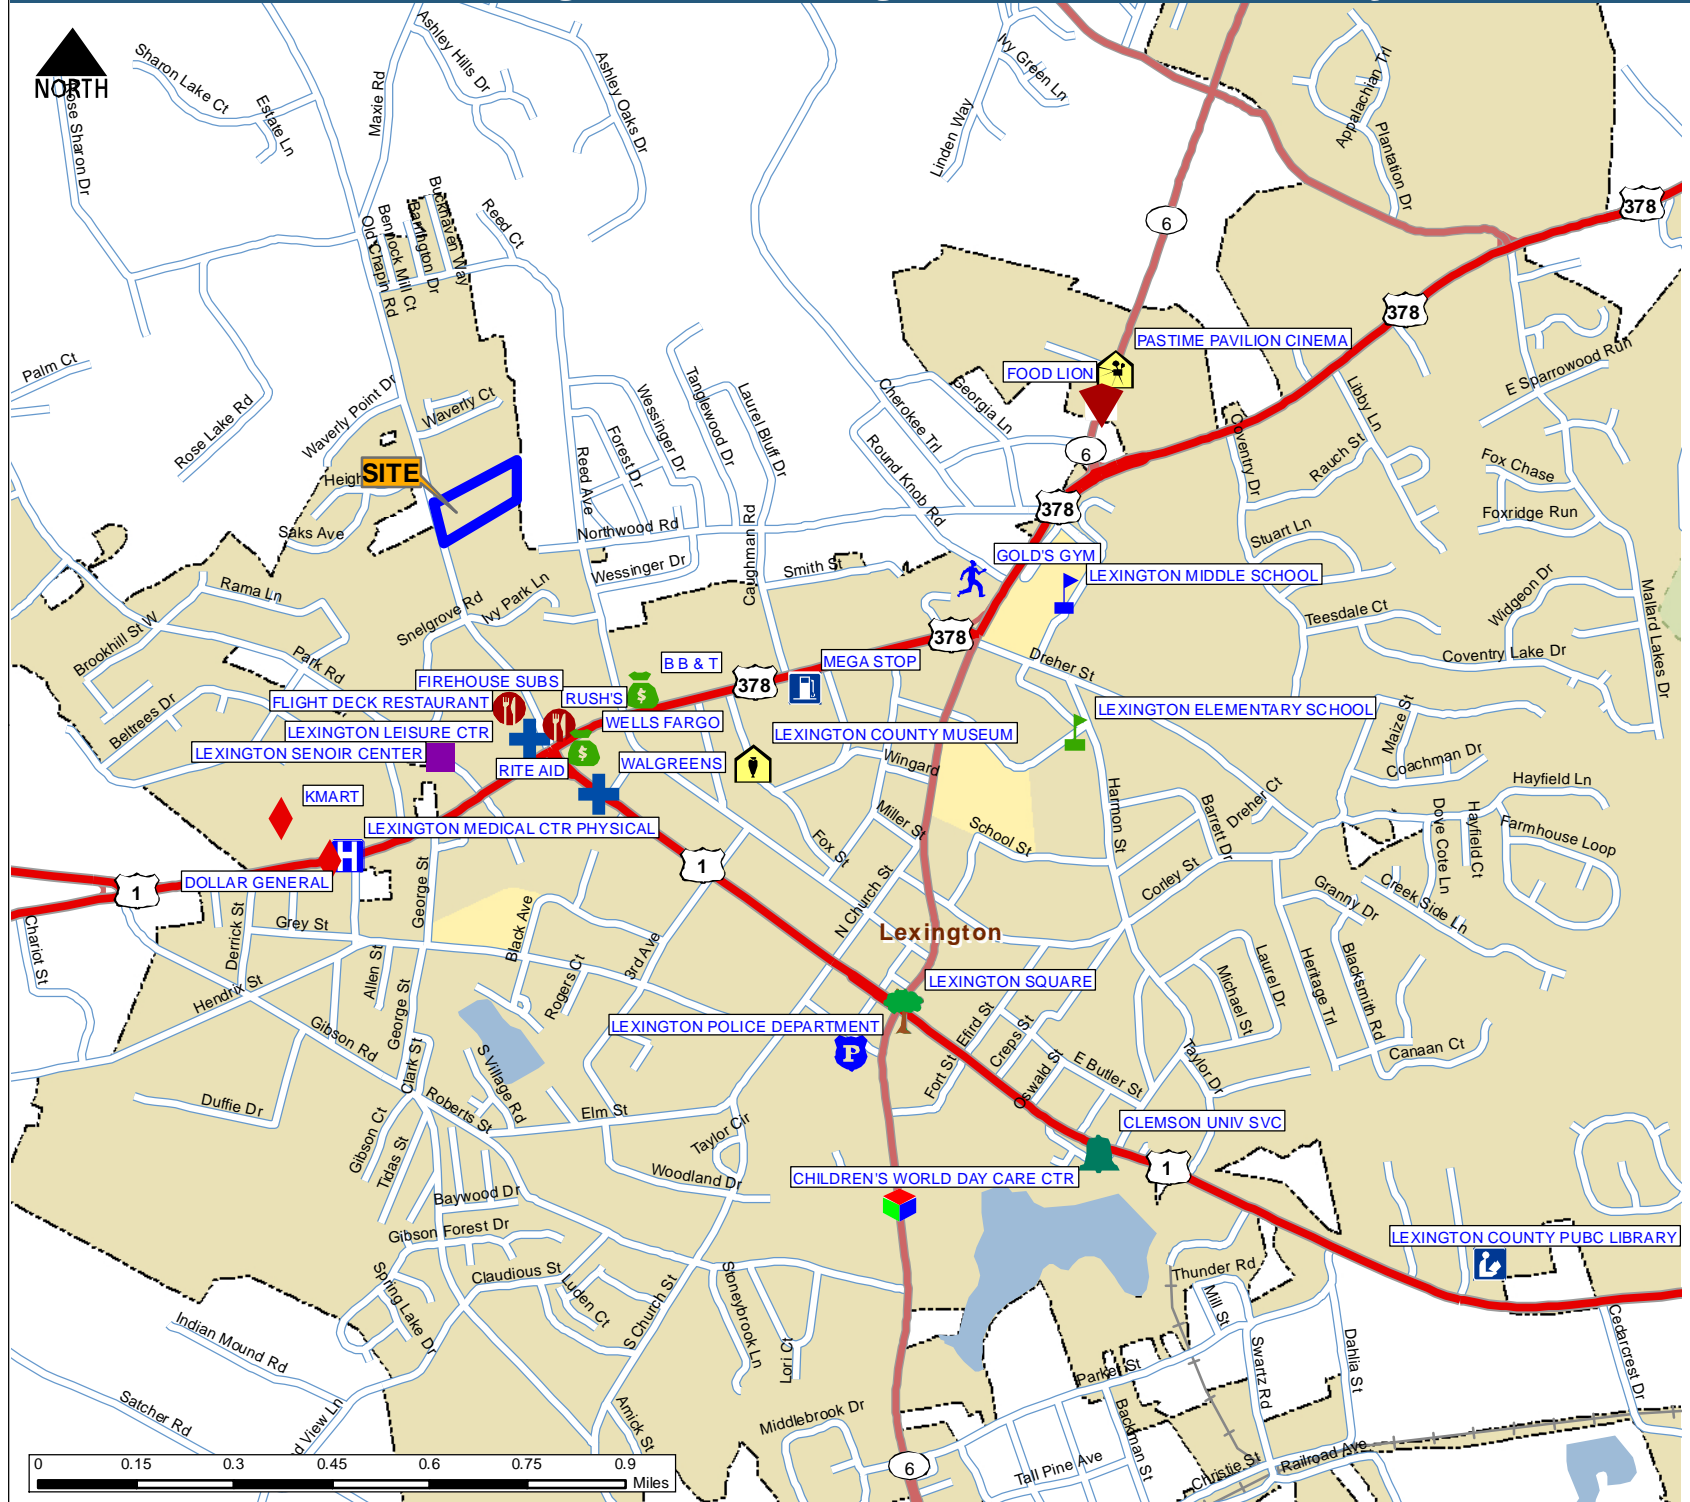 NORTH
Sharon Lake Ct
Estate Ln
Maxie Rd
Ashley Hills Dr
Ashley Oaks Dr
Ivy Green Ln
Linden Way
Appalachian Trl
Plantation Dr
Rose Sharon Dr
378
6
Buckhaven Way
Barrington Dr
Bennock Mill Ct
Old Chapin Rd
Reed Ct
378
PASTIME PAVILION CINEMA
FOOD LION
E Sparrowood Run
Palm Ct
Rose Lake Rd
Waverly Point Dr
Waverly Ct
Wessinger Dr
Tanglewood Dr
Laurel Bluff Dr
Forest Dr
Cherokee Trl
Georgia Ln
Libby Ln
Coventry Dr
Rauch St
6
Round Knob Rd
Fox Chase
SITE
Heigh
Saks Ave
Reed Ave
378
Northwood Rd
Caughman Rd
Foxridge Run
Stuart Ln
GOLD'S GYM
LEXINGTON MIDDLE SCHOOL
Wessinger Dr
Smith St
Rama Ln
Snelgrove Rd
Ivy Park Ln
Widgeon Dr
Teesdale Ct
Mallard Lakes Dr
Brookhill St W
Park Rd
378
Dreher St
Coventry Lake Dr
B B & T
MEGA STOP
378
FIREHOUSE SUBS
RUSH'S
FLIGHT DECK RESTAURANT
WELLS FARGO
LEXINGTON ELEMENTARY SCHOOL
Beltrees Dr
LEXINGTON LEISURE CTR
LEXINGTON COUNTY MUSEUM
Maize St
LEXINGTON SENOIR CENTER
RITE AID
WALGREENS
Wingard
Coachman Dr
Hayfield Ln
KMART
Harmon St
Barrett Dr
Dreher Ct
Dove Cote Ln
Hayfield Ct
Farmhouse Loop
LEXINGTON MEDICAL CTR PHYSICAL
Miller St
School St
Fox St
H
DOLLAR GENERAL
1
1
Corley St
Granny Dr
Creek Side Ln
George St
N Church St
Chariot St
Derrick St
Grey St
Black Ave
3rd Ave
Lexington
Allen St
Hendrix St
Rogers Ct
LEXINGTON SQUARE
Laurel Dr
Michael St
Heritage Trl
Blacksmith Rd
George St
Gibson Rd
LEXINGTON POLICE DEPARTMENT
P
Efird St
Creps St
Canaan Ct
Clark St
S Village Rd
Fort St
Oswald St
E Butler St
Taylor Dr
Duffie Dr
Roberts St
Elm St
Gibson Ct
Tidas St
Taylor Cir
CLEMSON UNIV SVC
1
Woodland Dr
CHILDREN'S WORLD DAY CARE CTR
Baywood Dr
Gibson Forest Dr
LEXINGTON COUNTY PUBC LIBRARY
Claudious St
Luden Ct
Spring Lake Dr
Stoneybrook Ln
S Church St
Thunder Rd
Mill St
Cedarcrest Dr
Indian Mound Rd
Lori Ct
Swartz Rd
Dahlia St
Parker St
Satcher Rd
d View Ln
Amick St
Middlebrook Dr
Backman St
6
Tall Pine Ave
Christie St
Railroad Ave
0 0.15 0.3 0.45 0.6 0.75 0.9
Miles